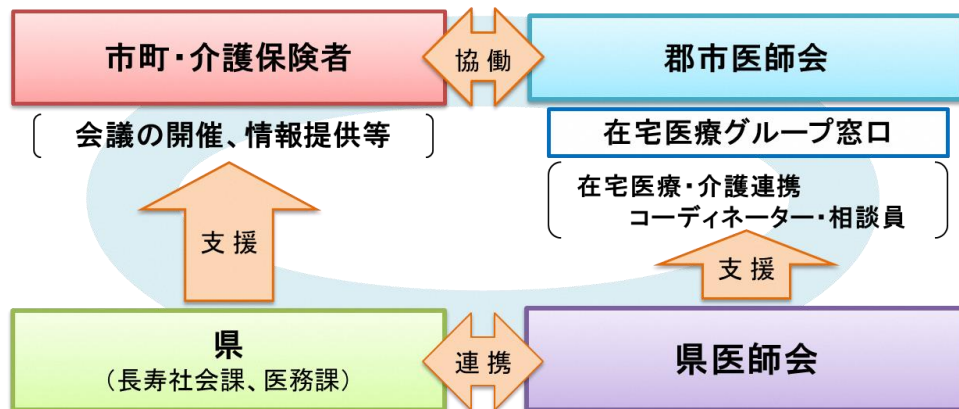 市町・介護保険者
協働
郡市医師会
会議の開催、情報提供等
在宅医療グループ窓口
在宅医療・介護連携
コーディネーター・相談員
支援
支援
県
（長寿社会課、医務課）
連携
県医師会